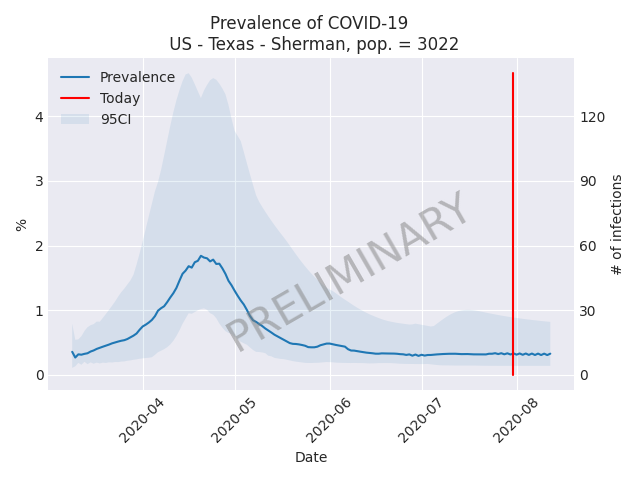 Prevalence of COVID-19
US - Texas - Sherman, pop. = 3022
Prevalence
Today
95CI
4
3
2
1
0
%
120
90
60
30
0
# of infections
PRELIMINARY
2020-04
2020-05
2020-06
2020-07
2020-08
Date